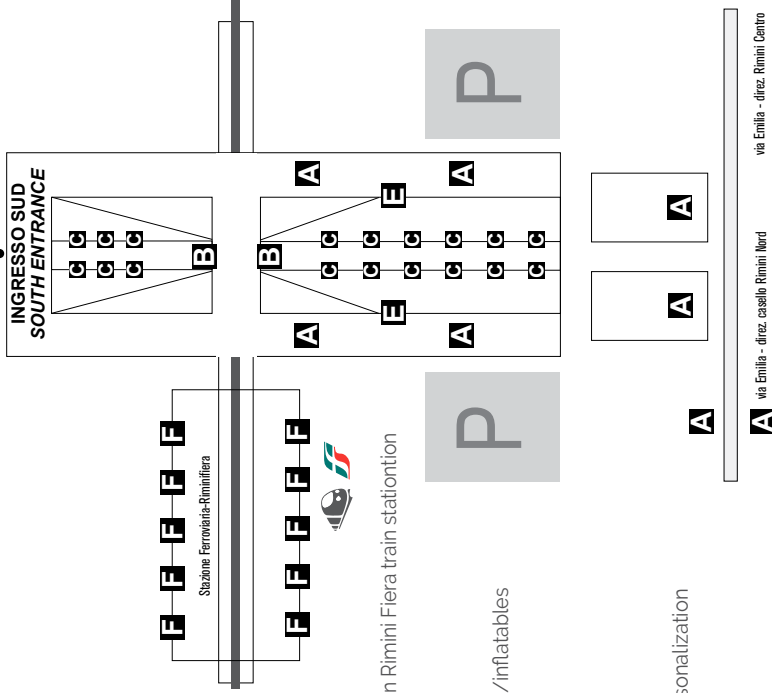 INGRESSO SUD
SOUTH ENTRANCE
C C
C C
C C
F F F F F
Stazione Ferroviaria-Riminifiera
B
B
F F F F F
A A
C C
C C
n Rimini Fiera train stationtion
E E
C C
A A
C C
P P
/inflatables
C C
C C
A A
sonalization
A
A via Emilia - direz. casello Rimini Nord
via Emilia - direz. Rimini Centro